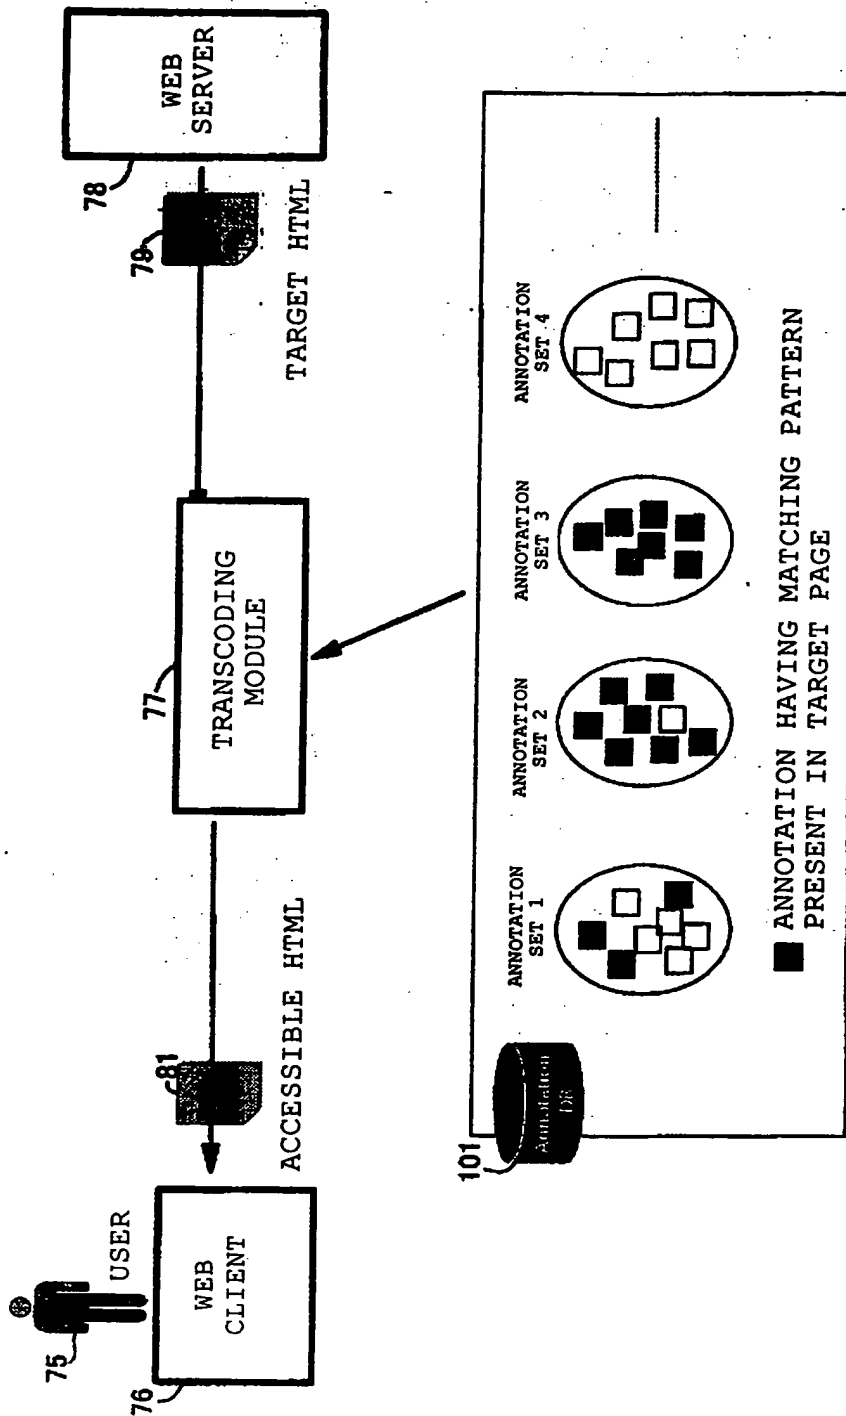 75
USER
76
WEB
CLIENT
81
ACCESSIBLE HTML
77
TRANSCODING
MODULE
79
TARGET HTML
78
WEB
SERVER
101
Annotation
DB
ANNOTATION
SET 1
ANNOTATION
SET 2
ANNOTATION
SET 3
ANNOTATION
SET 4
ANNOTATION HAVING MATCHING PATTERN
PRESENT IN TARGET PAGE